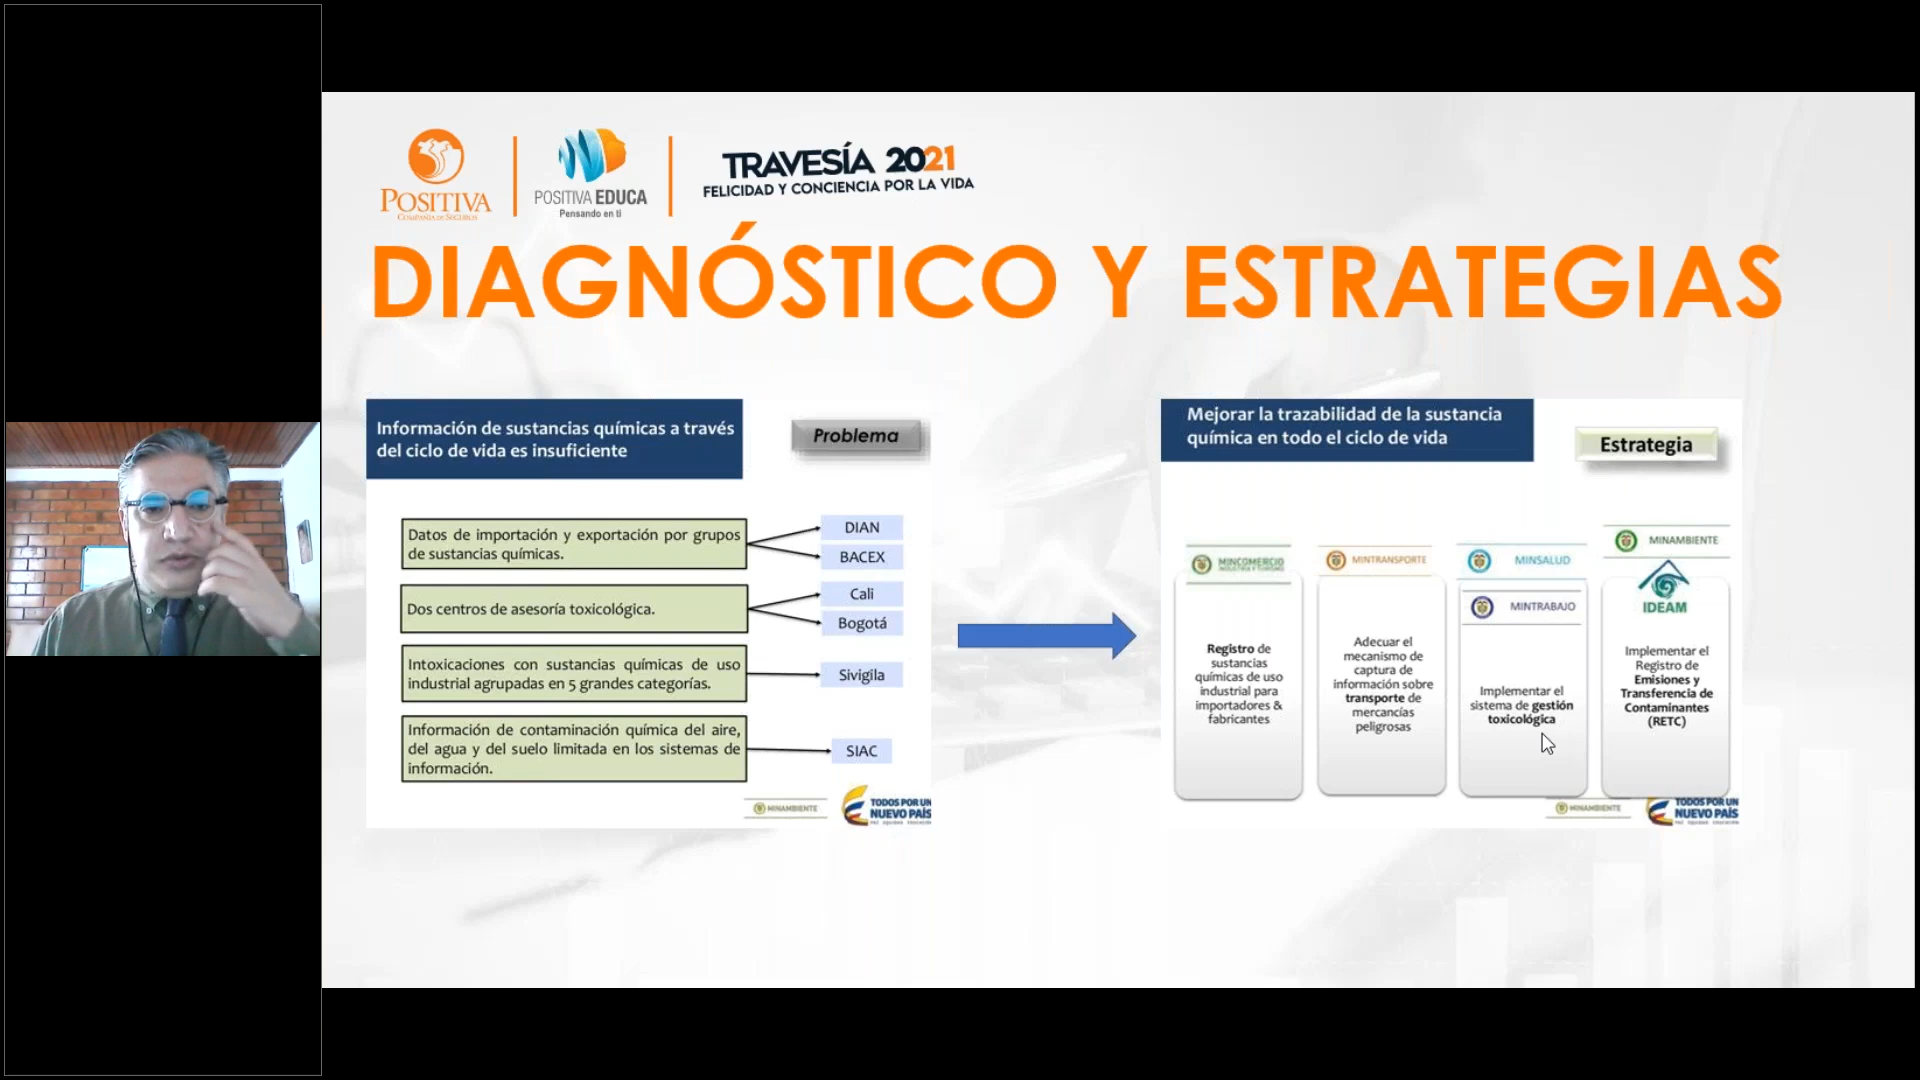 POSITIVA
COMPAÑÍA DE SEGUROS
POSITIVA EDUCA
Pensando en ti
TRAVESÍA 2021
FELICIDAD Y CONCIENCIA POR LA VIDA
DIAGNÓSTICO Y ESTRATEGIAS
Información de sustancias químicas a través
del ciclo de vida es insuficiente
Problema
Datos de importación y exportación por grupos
de sustancias químicas.
DIAN
BACEX
Dos centros de asesoría toxicológica.
Cali
Bogotá
Intoxicaciones con sustancias químicas de uso
industrial agrupadas en 5 grandes categorías.
Sivigila
Información de contaminación química del aire,
del agua y del suelo limitada en los sistemas de
información.
SIAC
MINAMBIENTE
TODOS POR UN
NUEVO PAÍS
Mejorar la trazabilidad de la sustancia
química en todo el ciclo de vida
Estrategia
MINCOMERCIO
INDUSTRIA Y TURISMO
Registro de
sustancias
químicas de uso
industrial para
importadores &
fabricantes
MINTRANSPORTE
Adecuar el
mecanismo de
captura de
información sobre
transporte de
mercancías
peligrosas
MINSALUD
MINTRABAJO
Implementar el
sistema de gestión
toxicológica
MINAMBIENTE
IDEAM
Implementar el
Registro de
Emisiones y
Transferencia de
Contaminantes
(RETC)
MINAMBIENTE
TODOS POR UN
NUEVO PAÍS